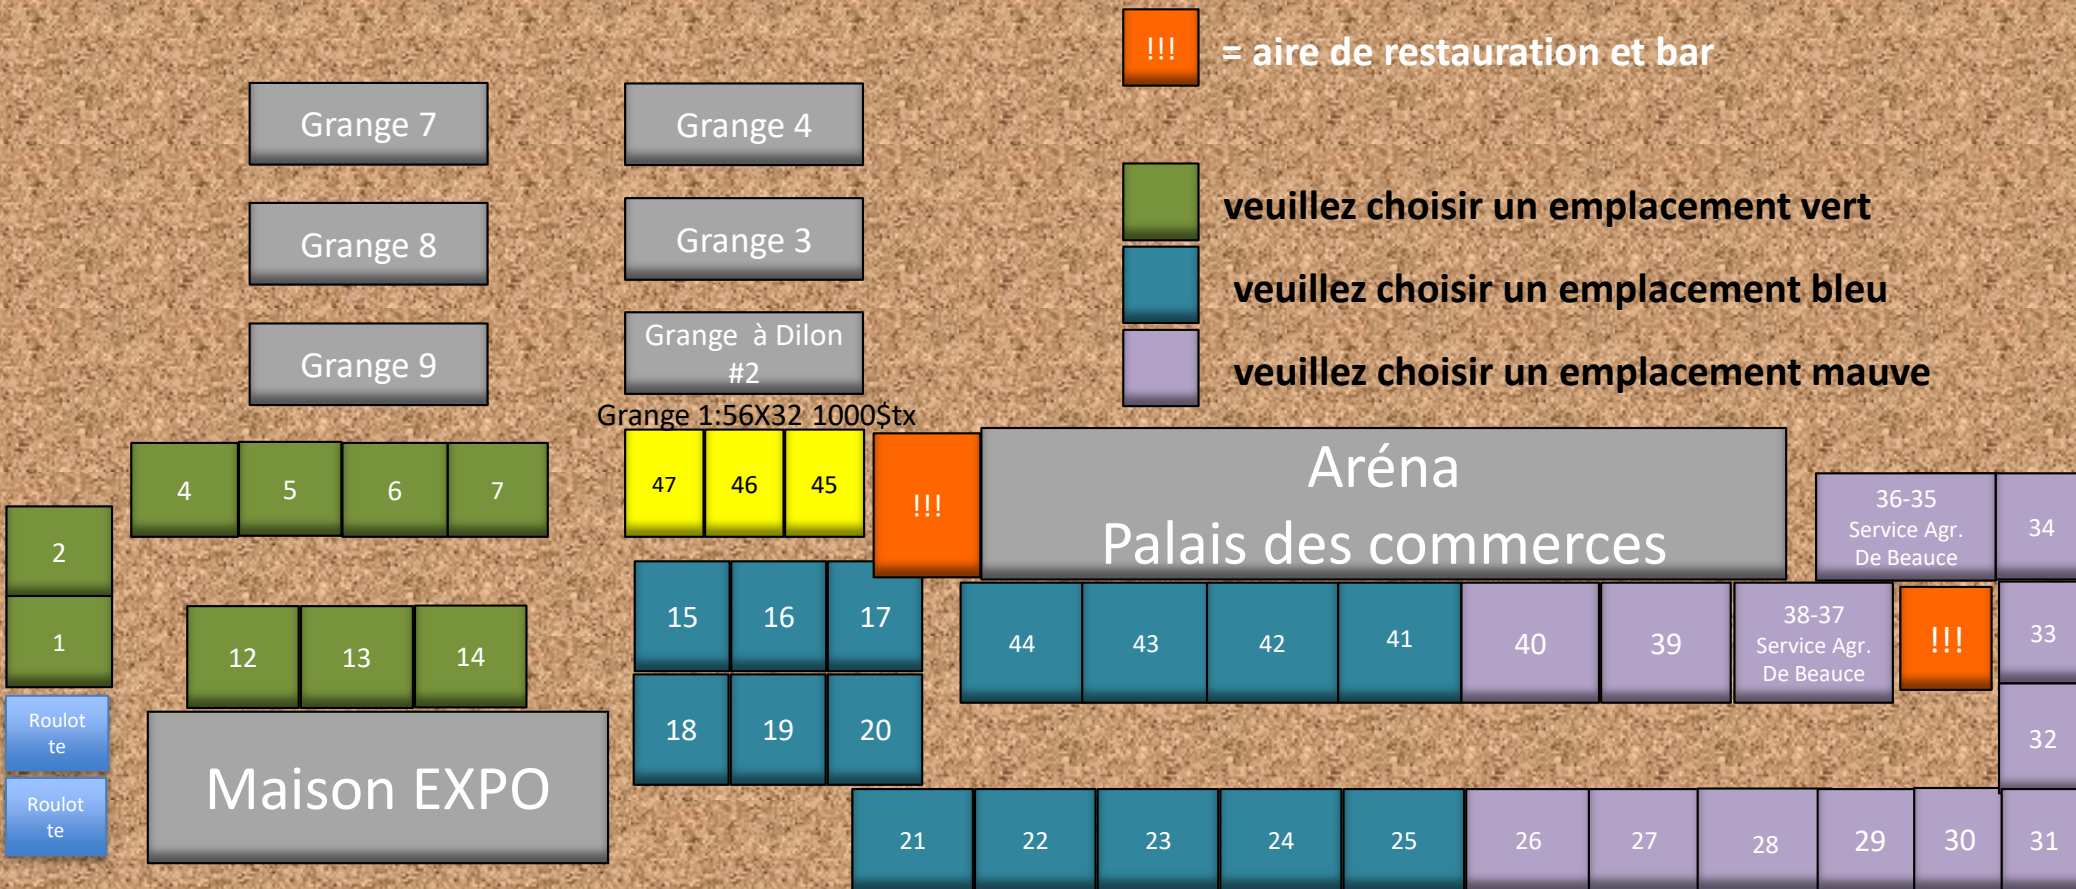 !!!
= aire de restauration et bar
Grange 7
Grange 4
veuillez choisir un emplacement vert
Grange 8
Grange 3
veuillez choisir un emplacement bleu
Grange 9
Grange à Dilon
#2
veuillez choisir un emplacement mauve
Grange 1:56X32 1000$tx
4
5
6
7
47
46
45
!!!
Aréna
Palais des commerces
36-35
Service Agr.
De Beauce
34
2
1
12
13
14
15
16
17
44
43
42
41
40
39
38-37
Service Agr.
De Beauce
!!!
33
Roulot
te
Roulot
te
Maison EXPO
18
19
20
32
21
22
23
24
25
26
27
28
29
30
31